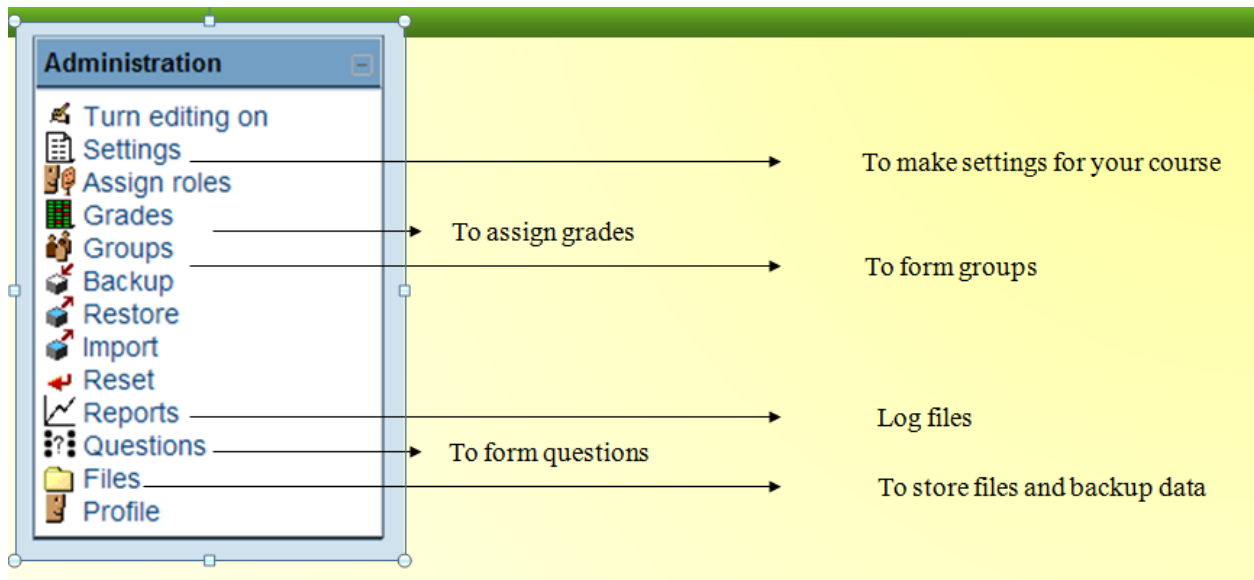 Administration
Turn editing on
Settings
To make settings for your course
Assign roles
Grades
To assign grades
Groups
To form groups
Backup
Restore
Import
Reset
Reports
Log files
Questions
To form questions
Files
To store files and backup data
Profile